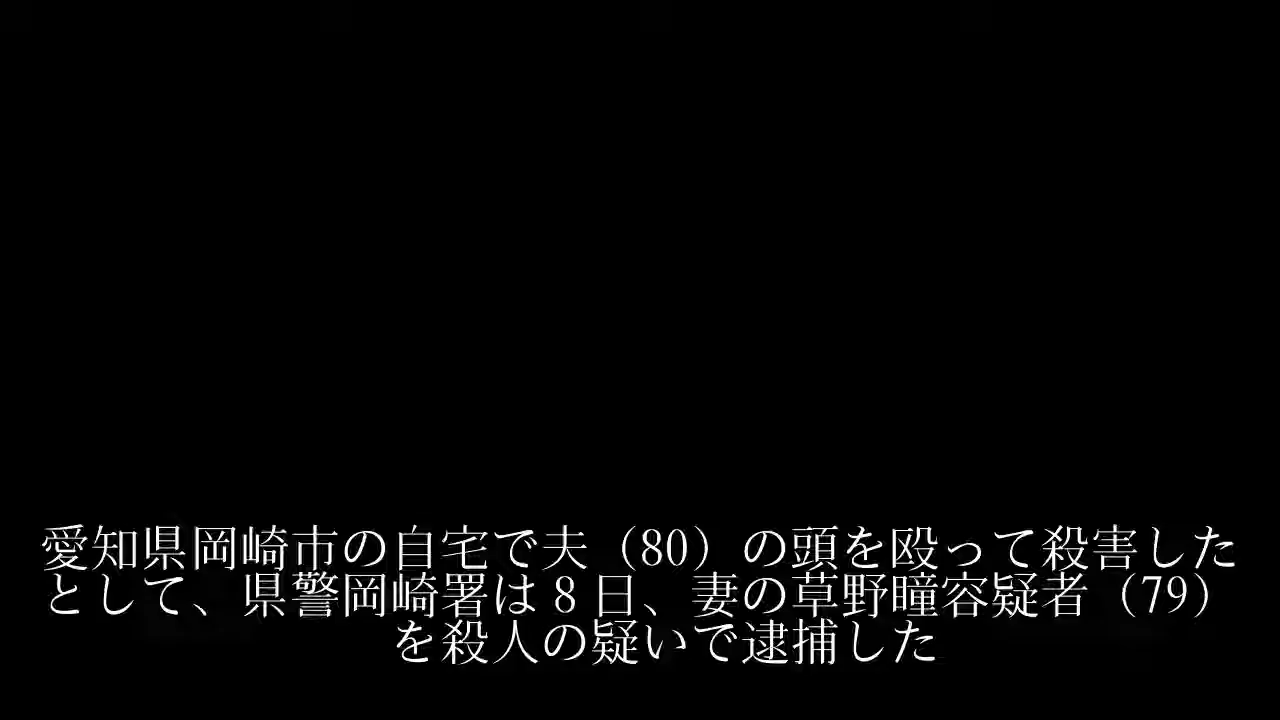 愛知県岡崎市の自宅で夫（80）の頭を殴って殺害した
として、県警岡崎署は８日、妻の草野瞳容疑者（79）
を殺人の疑いで逮捕した